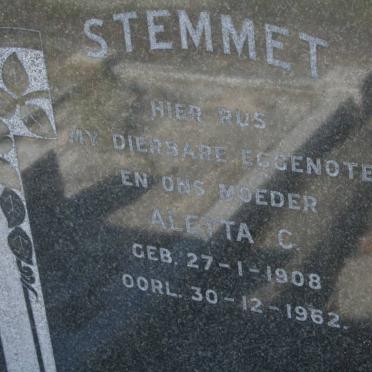 STEMMET
HIER RUS
MY DIERBARE EGGENOTE
EN ONS MOEDER
ALETTA C.
GEB. 27-1-1908
OORL. 30-12-1962.